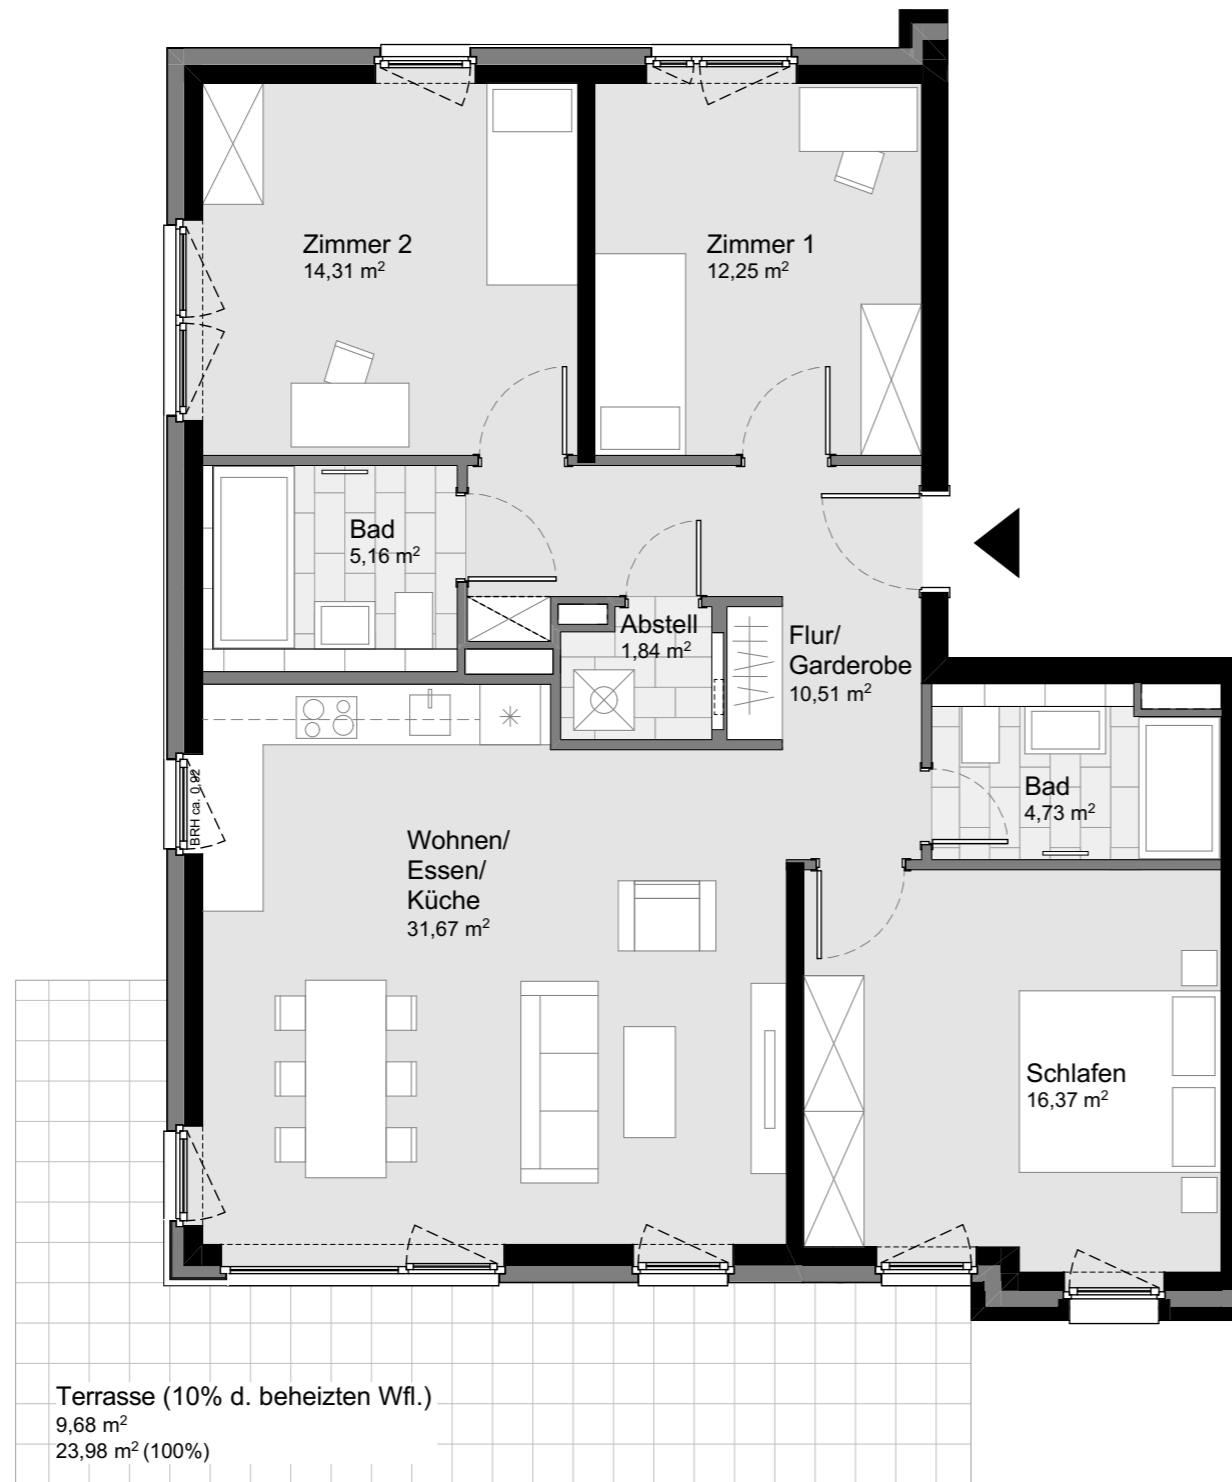 Zimmer 2
14,31 m²
Zimmer 1
12,25 m²
Bad
5,16 m²
Abstell
1,84 m²
Flur/
Garderobe
10,51 m²
BRH ca. 0,92
Wohnen/
Essen/
Küche
31,67 m²
Bad
4,73 m²
Schlafen
16,37 m²
Terrasse (10% d. beheizten Wfl.)
9,68 m²
23,98 m² (100%)